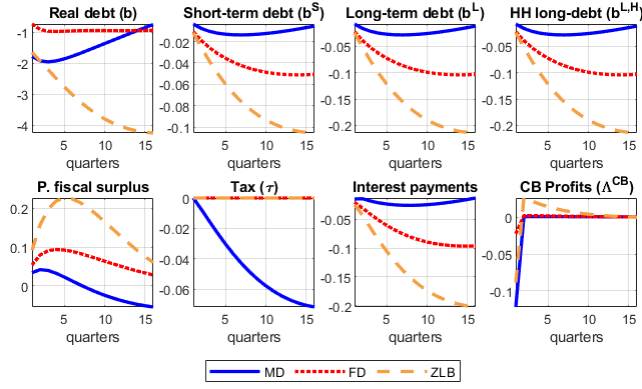 Real debt (b) Short-term debt (b^S) Long-term debt (b^L) HH long-debt (b^{L,H})
-1 -2 -3 -4
-0.02 -0.04 -0.06 -0.08 -0.1
-0.05 -0.1 -0.15 -0.2
-0.05 -0.1 -0.15 -0.2
5 10 15 5 10 15 5 10 15 5 10 15
quarters quarters quarters quarters
P. fiscal surplus Tax (τ) Interest payments CB Profits (Λ^{CB})
0.2 0.1 0
0 -0.02 -0.04 -0.06
-0.05 -0.1 -0.15 -0.2
0 -0.05 -0.1
5 10 15 5 10 15 5 10 15 5 10 15
quarters quarters quarters quarters
MD FD ZLB